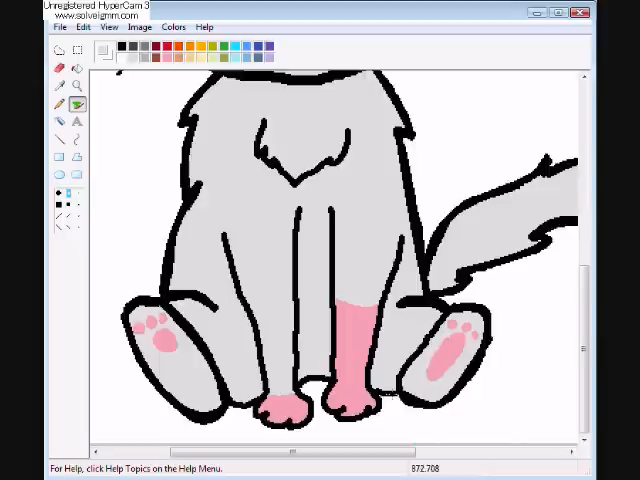 Unregistered HyperCam 3
www.solveigmm.com
File Edit View Image Colors Help
For Help, click Help Topics on the Help Menu.
872,708